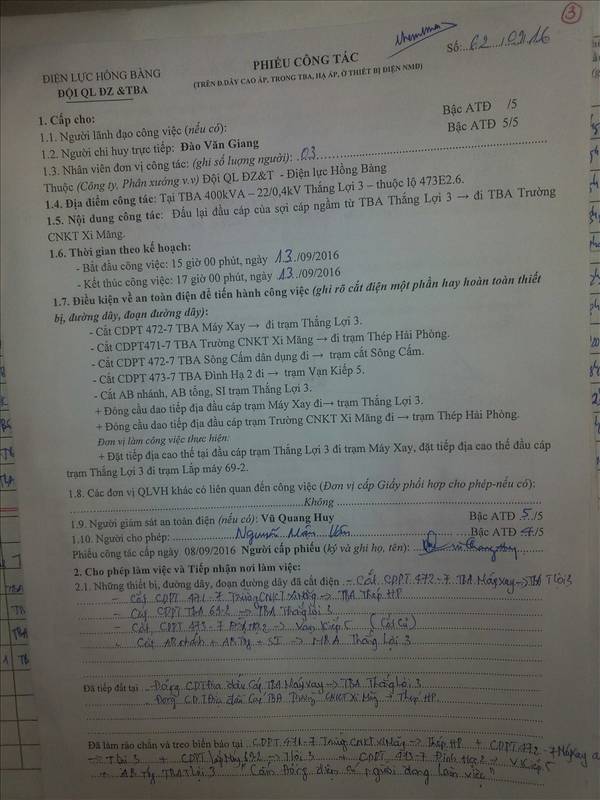 3
ĐIỆN LỰC HỒNG BÀNG
ĐỘI QL ĐZ &TBA
PHIẾU CÔNG TÁC
(TRÊN Đ.DÂY CAO ÁP, TRONG TBA, HẠ ÁP, Ở THIẾT BỊ ĐIỆN NMĐ)
Số: 62 /09/16
1. Cấp cho:
1.1. Người lãnh đạo công việc (nếu có): Bậc ATĐ /5
1.2. Người chi huy trực tiếp: Đào Văn Giang Bậc ATĐ 5/5
1.3. Nhân viên đơn vị công tác: (ghi số lượng người): 03
Thuộc (Công ty, Phân xưởng v.v) Đội QL ĐZ&T - Điện lực Hồng Bàng
1.4. Địa điểm công tác: Tại TBA 400kVA – 22/0,4kV Thắng Lợi 3 – thuộc lộ 473E2.6.
1.5. Nội dung công tác: Đấu lại đầu cáp của sợi cáp ngầm từ TBA Thắng Lợi 3 → đi TBA Trường
CNKT Xi Măng.
1.6. Thời gian theo kế hoạch:
- Bắt đầu công việc: 15 giờ 00 phút, ngày 13/09/2016
- Kết thúc công việc: 17 giờ 00 phút, ngày 13/09/2016
1.7. Điều kiện về an toàn điện để tiến hành công việc (ghi rõ cắt điện một phần hay hoàn toàn thiết
bị, đường dây, đoạn đường dây):
- Cắt CDPT 472-7 TBA Máy Xay → đi trạm Thắng Lợi 3.
- Cắt CDPT471-7 TBA Trường CNKT Xi Măng → đi trạm Thép Hải Phòng.
- Cắt CDPT 472-7 TBA Sông Cấm dân dụng đi → trạm cắt Sông Cấm.
- Cắt CDPT 473-7 TBA Đình Hạ 2 đi → trạm Vạn Kiếp 5.
- Cắt AB nhánh, AB tổng, SI trạm Thắng Lợi 3.
+ Đóng cầu dao tiếp địa đầu cáp trạm Máy Xay đi→ trạm Thắng Lợi 3.
+ Đóng cầu dao tiếp địa đầu cáp trạm Trường CNKT Xi Măng đi → trạm Thép Hải Phòng.
Đơn vị làm công việc thực hiện:
+ Đặt tiếp địa cao thế tại đầu cáp trạm Thắng Lợi 3 đi trạm Máy Xay, đặt tiếp địa cao thế đầu cáp
trạm Thắng Lợi 3 đi trạm Lắp máy 69-2.
1.8. Các đơn vị QLVH khác có liên quan đến công việc (Đơn vị cấp Giấy phối hợp cho phép-nếu có):
Không
1.9. Người giám sát an toàn điện (nếu có): Vũ Quang Huy Bậc ATĐ 5/5
1.10. Người cho phép: Nguyễn Bậc ATĐ 4/5
Phiếu công tác cấp ngày 08/09/2016 Người cấp phiếu (ký và ghi họ, tên):
2. Cho phép làm việc và Tiếp nhận nơi làm việc:
2.1. Những thiết bị, đường dây, đoạn đường dây đã cắt điện - Cắt CDPT 472-7 TBA Máy xay → TBA T lợi 3
- Cắt CDPT 471-7 Trường CNKT Xi Măng → TBA Thép HP
- Cắt CDPT TBA 69-2 → TBA Thắng lợi 3
- Cắt CDPT 473-7 Đình Hạ 2 → Vạn Kiếp 5
- Cắt AB nhánh + AB Tg + SI → MBA Thắng Lợi 3
Đã tiếp đất tại - Đóng CDTĐịa đầu Cáp TBA Máy xay → TBA Thắng Lợi 3
- Đóng C.D.TĐịa đầu Cáp TBA Trường CNKT Xi Măng → Thép HP.
Đã làm rào chắn và treo biển báo tại CDPT 471-7 Trường CNKT Xi Măng → Thép HP + CDPT 472-7 Máy Xay
→ T lợi 3 + CDPT Lắp Máy 69-2 → T lợi 3 + CDPT 473-7 Đình Hạ 2 → V Kiếp 5
+ AB Tg TBA T Lợi 3 "Cấm Đóng điện có người đang làm việc"